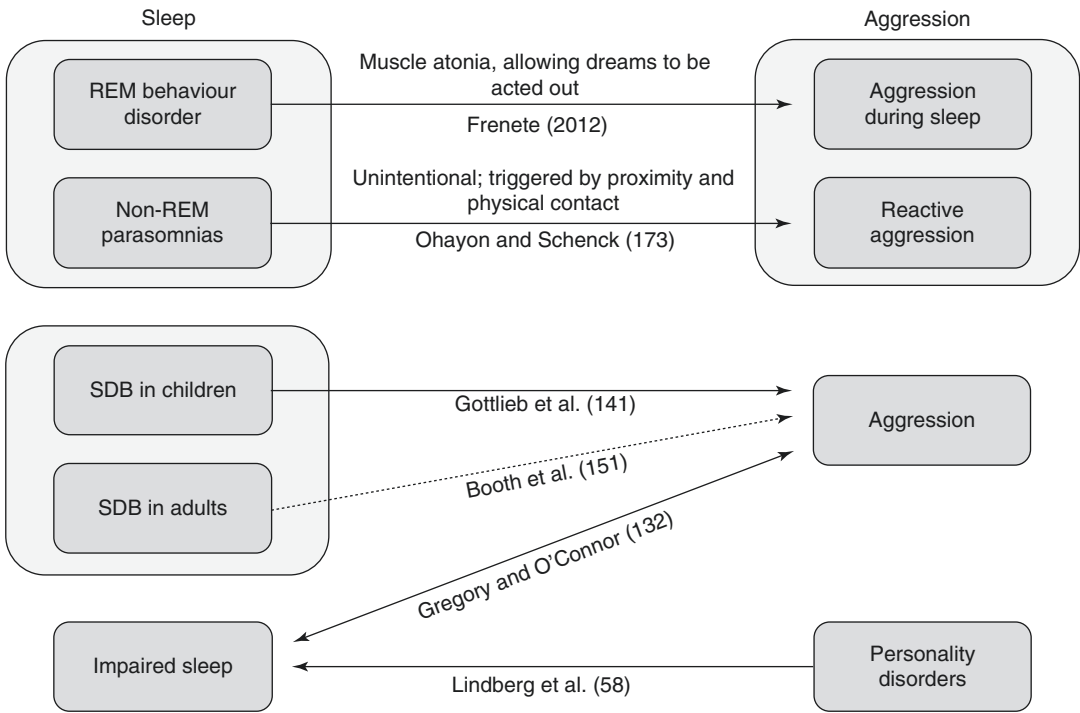 Sleep
Aggression
REM behaviour
disorder
Muscle atonia, allowing dreams to be
acted out
Frenete (2012)
Aggression
during sleep
Non-REM
parasomnias
Unintentional; triggered by proximity and
physical contact
Ohayon and Schenck (173)
Reactive
aggression
SDB in children
Gottlieb et al. (141)
Aggression
SDB in adults
Booth et al. (151)
Gregory and O’Connor (132)
Impaired sleep
Lindberg et al. (58)
Personality
disorders